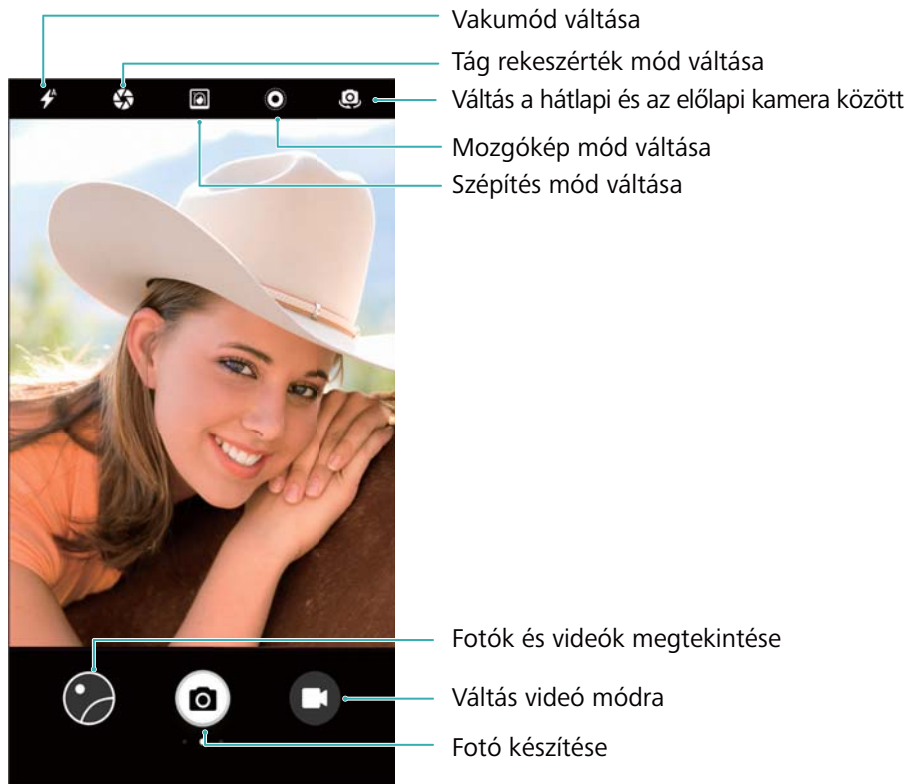 Vakumód váltása
Tág rekeszérték mód váltása
Váltás a hátlapi és az előlapi kamera között
Mozgókép mód váltása
Szépítés mód váltása
Fotók és videók megtekintése
Váltás videó módra
Fotó készítése